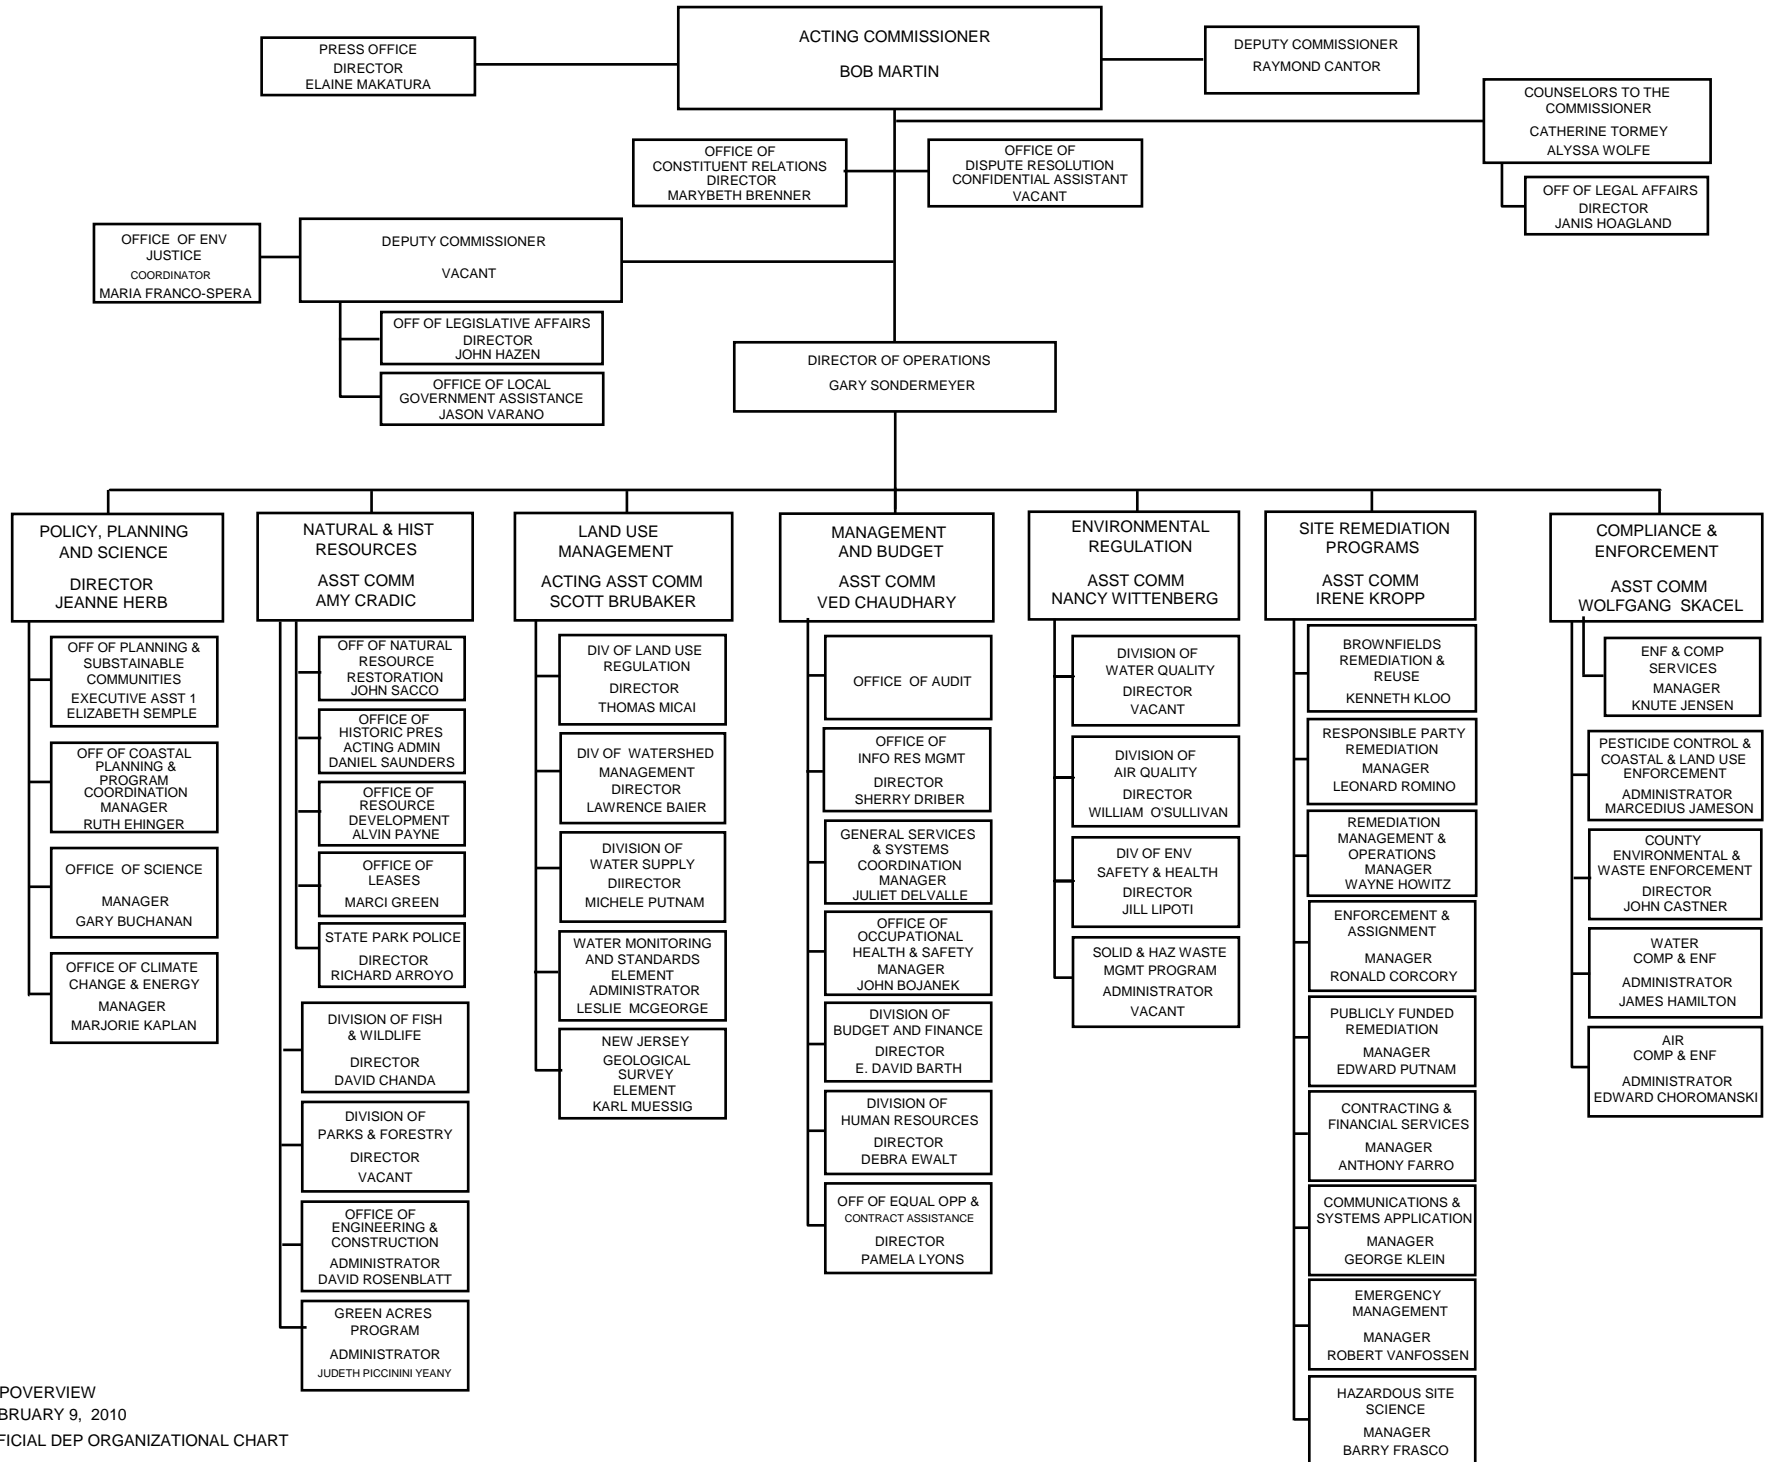 ACTING COMMISSIONER
BOB MARTIN
PRESS OFFICE
DIRECTOR
ELAINE MAKATURA
DEPUTY COMMISSIONER
RAYMOND CANTOR
COUNSELORS TO THE
COMMISSIONER
CATHERINE TORMEY
ALYSSA WOLFE
OFFICE OF
CONSTITUENT RELATIONS
DIRECTOR
MARYBETH BRENNER
OFFICE OF
DISPUTE RESOLUTION
CONFIDENTIAL ASSISTANT
VACANT
OFF OF LEGAL AFFAIRS
DIRECTOR
JANIS HOAGLAND
OFFICE OF ENV
JUSTICE
COORDINATOR
MARIA FRANCO-SPERA
DEPUTY COMMISSIONER
VACANT
OFF OF LEGISLATIVE AFFAIRS
DIRECTOR
JOHN HAZEN
OFFICE OF LOCAL
GOVERNMENT ASSISTANCE
JASON VARANO
DIRECTOR OF OPERATIONS
GARY SONDERMEYER
POLICY, PLANNING
AND SCIENCE
DIRECTOR
JEANNE HERB
OFF OF PLANNING &
SUBSTAINABLE
COMMUNITIES
EXECUTIVE ASST 1
ELIZABETH SEMPLE
OFF OF COASTAL
PLANNING &
PROGRAM
COORDINATION
MANAGER
RUTH EHINGER
OFFICE OF SCIENCE
MANAGER
GARY BUCHANAN
OFFICE OF CLIMATE
CHANGE & ENERGY
MANAGER
MARJORIE KAPLAN
NATURAL & HIST
RESOURCES
ASST COMM
AMY CRADIC
OFF OF NATURAL
RESOURCE
RESTORATION
JOHN SACCO
OFFICE OF
HISTORIC PRES
ACTING ADMIN
DANIEL SAUNDERS
OFFICE OF
RESOURCE
DEVELOPMENT
ALVIN PAYNE
OFFICE OF
LEASES
MARCI GREEN
STATE PARK POLICE
DIRECTOR
RICHARD ARROYO
DIVISION OF FISH
& WILDLIFE
DIRECTOR
DAVID CHANDA
DIVISION OF
PARKS & FORESTRY
DIRECTOR
VACANT
OFFICE OF
ENGINEERING &
CONSTRUCTION
ADMINISTRATOR
DAVID ROSENBLATT
GREEN ACRES
PROGRAM
ADMINISTRATOR
JUDETH PICCININI YEANY
LAND USE
MANAGEMENT
ACTING ASST COMM
SCOTT BRUBAKER
DIV OF LAND USE
REGULATION
DIRECTOR
THOMAS MICAI
DIV OF WATERSHED
MANAGEMENT
DIRECTOR
LAWRENCE BAIER
DIVISION OF
WATER SUPPLY
DIIRECTOR
MICHELE PUTNAM
WATER MONITORING
AND STANDARDS
ELEMENT
ADMINISTRATOR
LESLIE MCGEORGE
NEW JERSEY
GEOLOGICAL
SURVEY
ELEMENT
KARL MUESSIG
MANAGEMENT
AND BUDGET
ASST COMM
VED CHAUDHARY
OFFICE OF AUDIT
OFFICE OF
INFO RES MGMT
DIRECTOR
SHERRY DRIBER
GENERAL SERVICES
& SYSTEMS
COORDINATION
MANAGER
JULIET DELVALLE
OFFICE OF
OCCUPATIONAL
HEALTH & SAFETY
MANAGER
JOHN BOJANEK
DIVISION OF
BUDGET AND FINANCE
DIRECTOR
E. DAVID BARTH
DIVISION OF
HUMAN RESOURCES
DIRECTOR
DEBRA EWALT
OFF OF EQUAL OPP &
CONTRACT ASSISTANCE
DIRECTOR
PAMELA LYONS
ENVIRONMENTAL
REGULATION
ASST COMM
NANCY WITTENBERG
DIVISION OF
WATER QUALITY
DIRECTOR
VACANT
DIVISION OF
AIR QUALITY
DIRECTOR
WILLIAM O'SULLIVAN
DIV OF ENV
SAFETY & HEALTH
DIRECTOR
JILL LIPOTI
SOLID & HAZ WASTE
MGMT PROGRAM
ADMINISTRATOR
VACANT
SITE REMEDIATION
PROGRAMS
ASST COMM
IRENE KROPP
BROWNFIELDS
REMEDIATION &
REUSE
KENNETH KLOO
RESPONSIBLE PARTY
REMEDIATION
MANAGER
LEONARD ROMINO
REMEDIATION
MANAGEMENT &
OPERATIONS
MANAGER
WAYNE HOWITZ
ENFORCEMENT &
ASSIGNMENT
MANAGER
RONALD CORCORY
PUBLICLY FUNDED
REMEDIATION
MANAGER
EDWARD PUTNAM
CONTRACTING &
FINANCIAL SERVICES
MANAGER
ANTHONY FARRO
COMMUNICATIONS &
SYSTEMS APPLICATION
MANAGER
GEORGE KLEIN
EMERGENCY
MANAGEMENT
MANAGER
ROBERT VANFOSSEN
HAZARDOUS SITE
SCIENCE
MANAGER
BARRY FRASCO
COMPLIANCE &
ENFORCEMENT
ASST COMM
WOLFGANG SKACEL
ENF & COMP
SERVICES
MANAGER
KNUTE JENSEN
PESTICIDE CONTROL &
COASTAL & LAND USE
ENFORCEMENT
ADMINISTRATOR
MARCEDIUS JAMESON
COUNTY
ENVIRONMENTAL &
WASTE ENFORCEMENT
DIRECTOR
JOHN CASTNER
WATER
COMP & ENF
ADMINISTRATOR
JAMES HAMILTON
AIR
COMP & ENF
ADMINISTRATOR
EDWARD CHOROMANSKI
POVERVIEW
BRUARY 9, 2010
FICIAL DEP ORGANIZATIONAL CHART